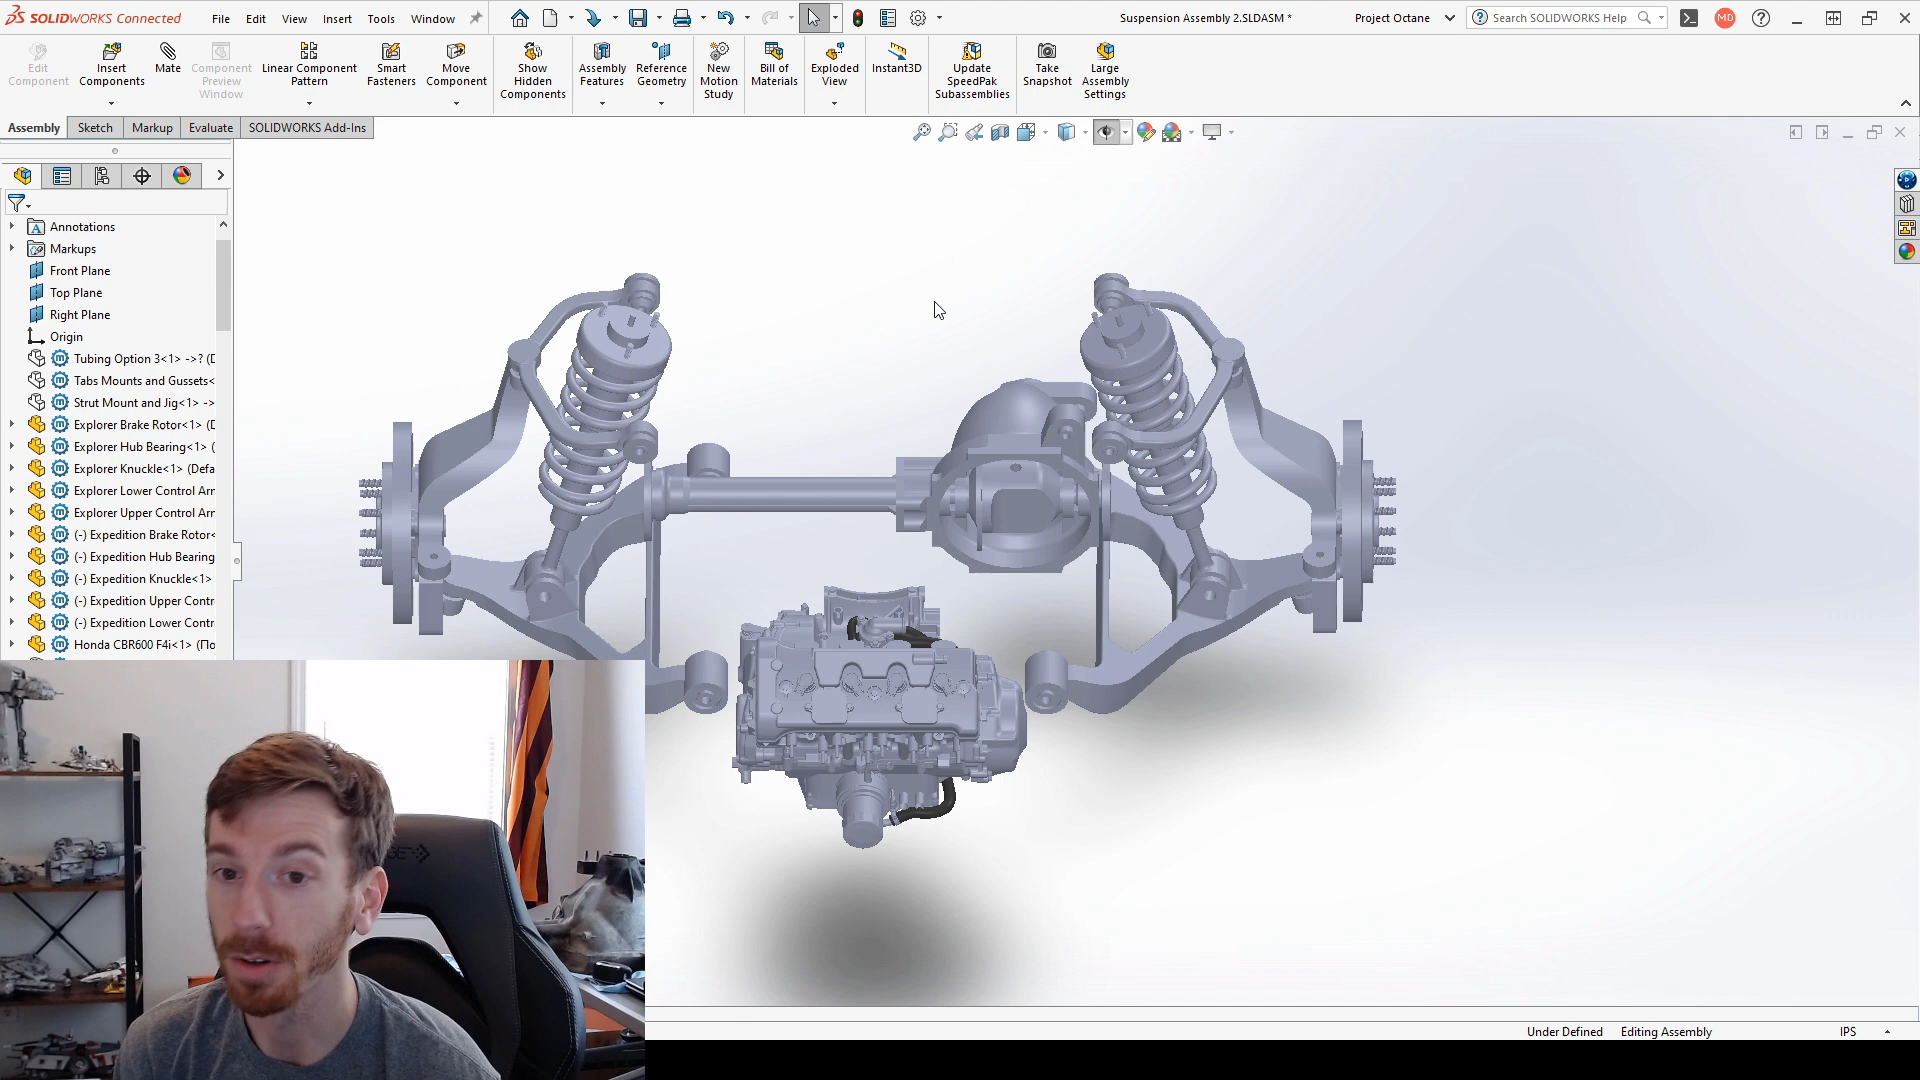 SOLIDWORKS Connected
File Edit View Insert Tools Window
Suspension Assembly 2.SLDASM *
Project Octane
Search SOLIDWORKS Help
MD
Edit Component
Insert Components
Mate
Component Preview Window
Linear Component Pattern
Smart Fasteners
Move Component
Show Hidden Components
Assembly Features
Reference Geometry
New Motion Study
Bill of Materials
Exploded View
Instant3D
Update SpeedPak Subassemblies
Take Snapshot
Large Assembly Settings
Assembly Sketch Markup Evaluate SOLIDWORKS Add-Ins
Annotations
Markups
Front Plane
Top Plane
Right Plane
Origin
Tubing Option 3<1> ->? (D
Tabs Mounts and Gussets<
Strut Mount and Jig<1> ->
Explorer Brake Rotor<1> (D
Explorer Hub Bearing<1> (
Explorer Knuckle<1> (Defa
Explorer Lower Control Arr
Explorer Upper Control Arr
(-) Expedition Brake Rotor<
(-) Expedition Hub Bearing
(-) Expedition Knuckle<1>
(-) Expedition Upper Contr
(-) Expedition Lower Contr
Honda CBR600 F4i<1> (По
Under Defined Editing Assembly IPS